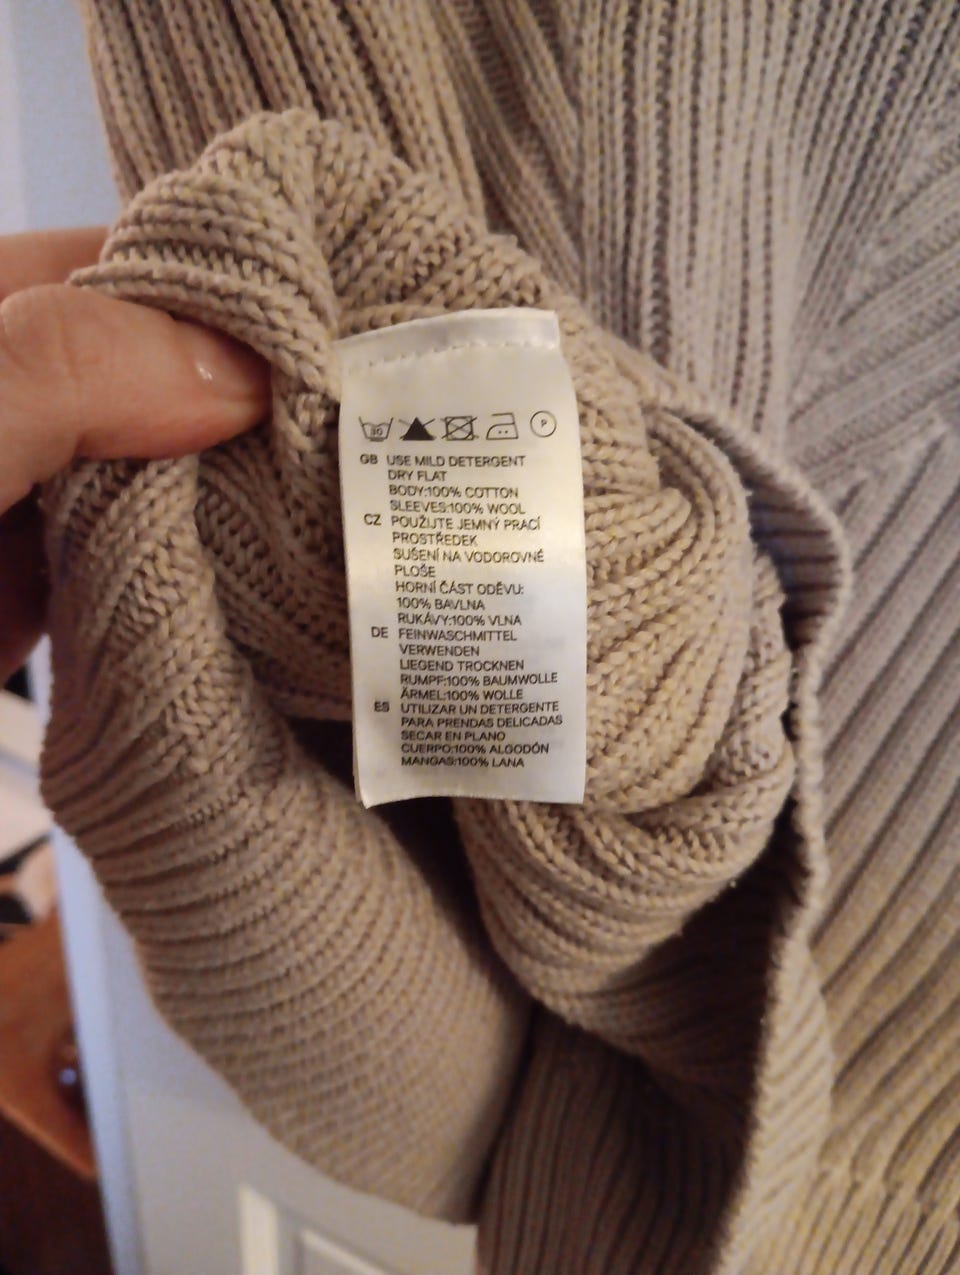 30 P
GB USE MILD DETERGENT
DRY FLAT
BODY:100% COTTON
SLEEVES:100% WOOL
CZ POUŽIJTE JEMNÝ PRACÍ
PROSTŘEDEK
SUŠENÍ NA VODOROVNÉ
PLOŠE
HORNÍ ČÁST ODĚVU:
100% BAVLNA
RUKÁVY:100% VLNA
DE FEINWASCHMITTEL
VERWENDEN
LIEGEND TROCKNEN
RUMPF:100% BAUMWOLLE
ÄRMEL:100% WOLLE
ES UTILIZAR UN DETERGENTE
PARA PRENDAS DELICADAS
SECAR EN PLANO
CUERPO:100% ALGODÓN
MANGAS:100% LANA